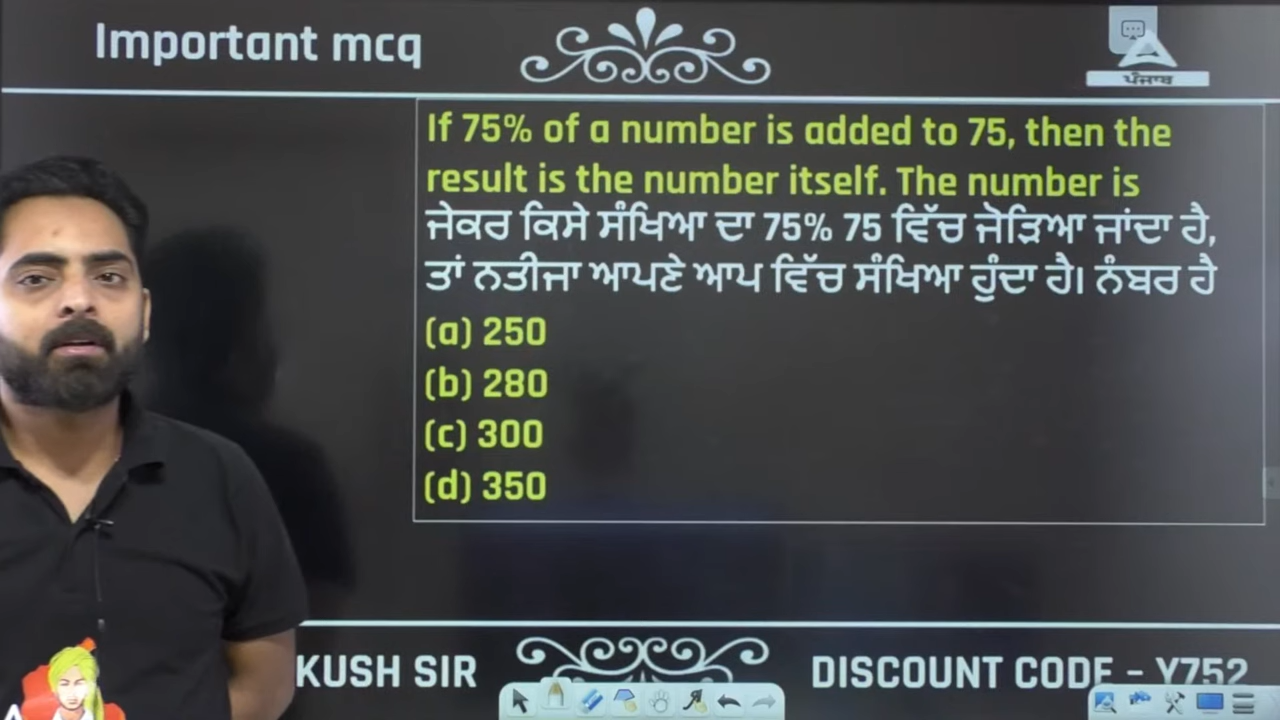 Important mcq
ਪੰਜਾਬ
If 75% of a number is added to 75, then the
result is the number itself. The number is
ਜੇਕਰ ਕਿਸੇ ਸੰਖਿਆ ਦਾ 75% 75 ਵਿੱਚ ਜੋੜਿਆ ਜਾਂਦਾ ਹੈ,
ਤਾਂ ਨਤੀਜਾ ਆਪਣੇ ਆਪ ਵਿੱਚ ਸੰਖਿਆ ਹੁੰਦਾ ਹੈ। ਨੰਬਰ ਹੈ
(a) 250
(b) 280
(c) 300
(d) 350
KUSH SIR
DISCOUNT CODE - Y752